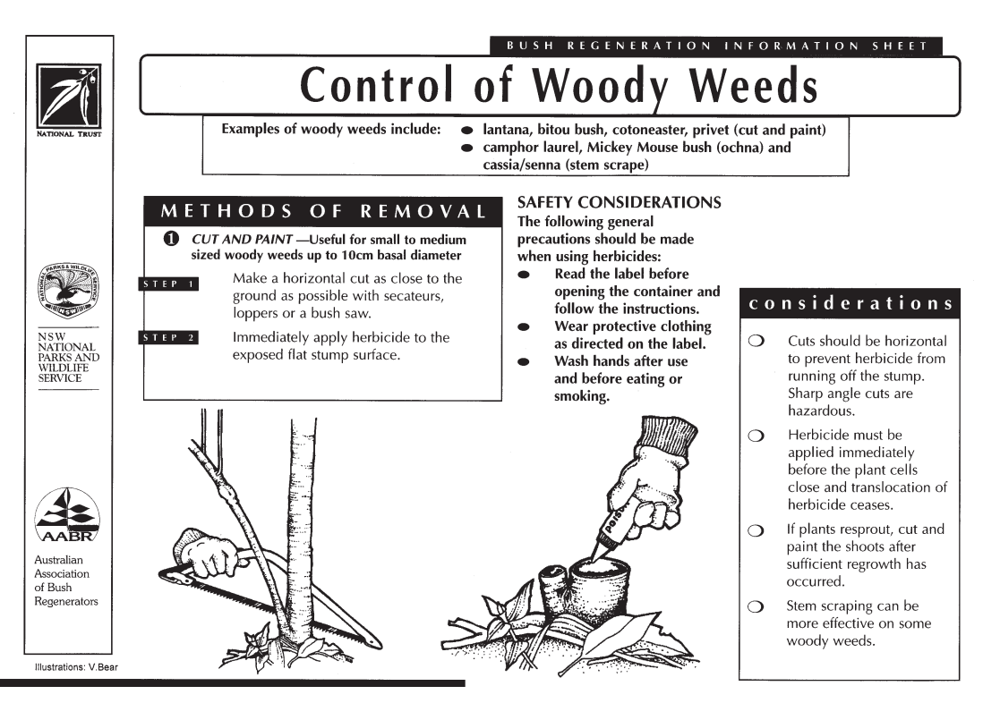 BUSH REGENERATION INFORMATION SHEET
Control of Woody Weeds
Examples of woody weeds include:
● lantana, bitou bush, cotoneaster, privet (cut and paint)
● camphor laurel, Mickey Mouse bush (ochna) and
cassia/senna (stem scrape)
NATIONAL TRUST
NATIONAL PARKS & WILDLIFE SERVICE
NSW
NSW
NATIONAL
PARKS AND
WILDLIFE
SERVICE
AABR
Australian
Association
of Bush
Regenerators
Illustrations: V.Bear
METHODS OF REMOVAL
1 CUT AND PAINT —Useful for small to medium
sized woody weeds up to 10cm basal diameter
STEP 1
Make a horizontal cut as close to the
ground as possible with secateurs,
loppers or a bush saw.
STEP 2
Immediately apply herbicide to the
exposed flat stump surface.
SAFETY CONSIDERATIONS
The following general
precautions should be made
when using herbicides:
● Read the label before
opening the container and
follow the instructions.
● Wear protective clothing
as directed on the label.
● Wash hands after use
and before eating or
smoking.
POISON
considerations
❍ Cuts should be horizontal
to prevent herbicide from
running off the stump.
Sharp angle cuts are
hazardous.
❍ Herbicide must be
applied immediately
before the plant cells
close and translocation of
herbicide ceases.
❍ If plants resprout, cut and
paint the shoots after
sufficient regrowth has
occurred.
❍ Stem scraping can be
more effective on some
woody weeds.